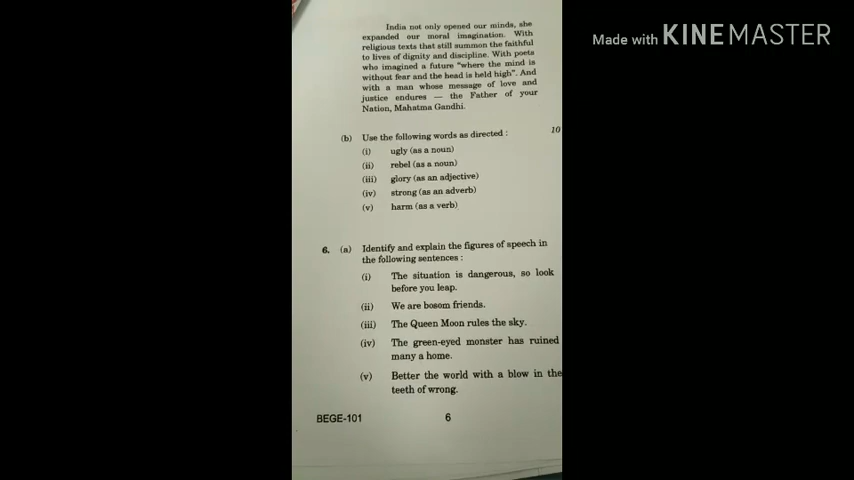 Made with KINEMASTER
India not only opened our minds, she
expanded our moral imagination. With
religious texts that still summon the faithful
to lives of dignity and discipline. With poets
who imagined a future "where the mind is
without fear and the head is held high". And
with a man whose message of love and
justice endures — the Father of your
Nation, Mahatma Gandhi.
(b) Use the following words as directed : 10
(i) ugly (as a noun)
(ii) rebel (as a noun)
(iii) glory (as an adjective)
(iv) strong (as an adverb)
(v) harm (as a verb)
6. (a) Identify and explain the figures of speech in
the following sentences :
(i) The situation is dangerous, so look
before you leap.
(ii) We are bosom friends.
(iii) The Queen Moon rules the sky.
(iv) The green-eyed monster has ruined
many a home.
(v) Better the world with a blow in the
teeth of wrong.
BEGE-101 6